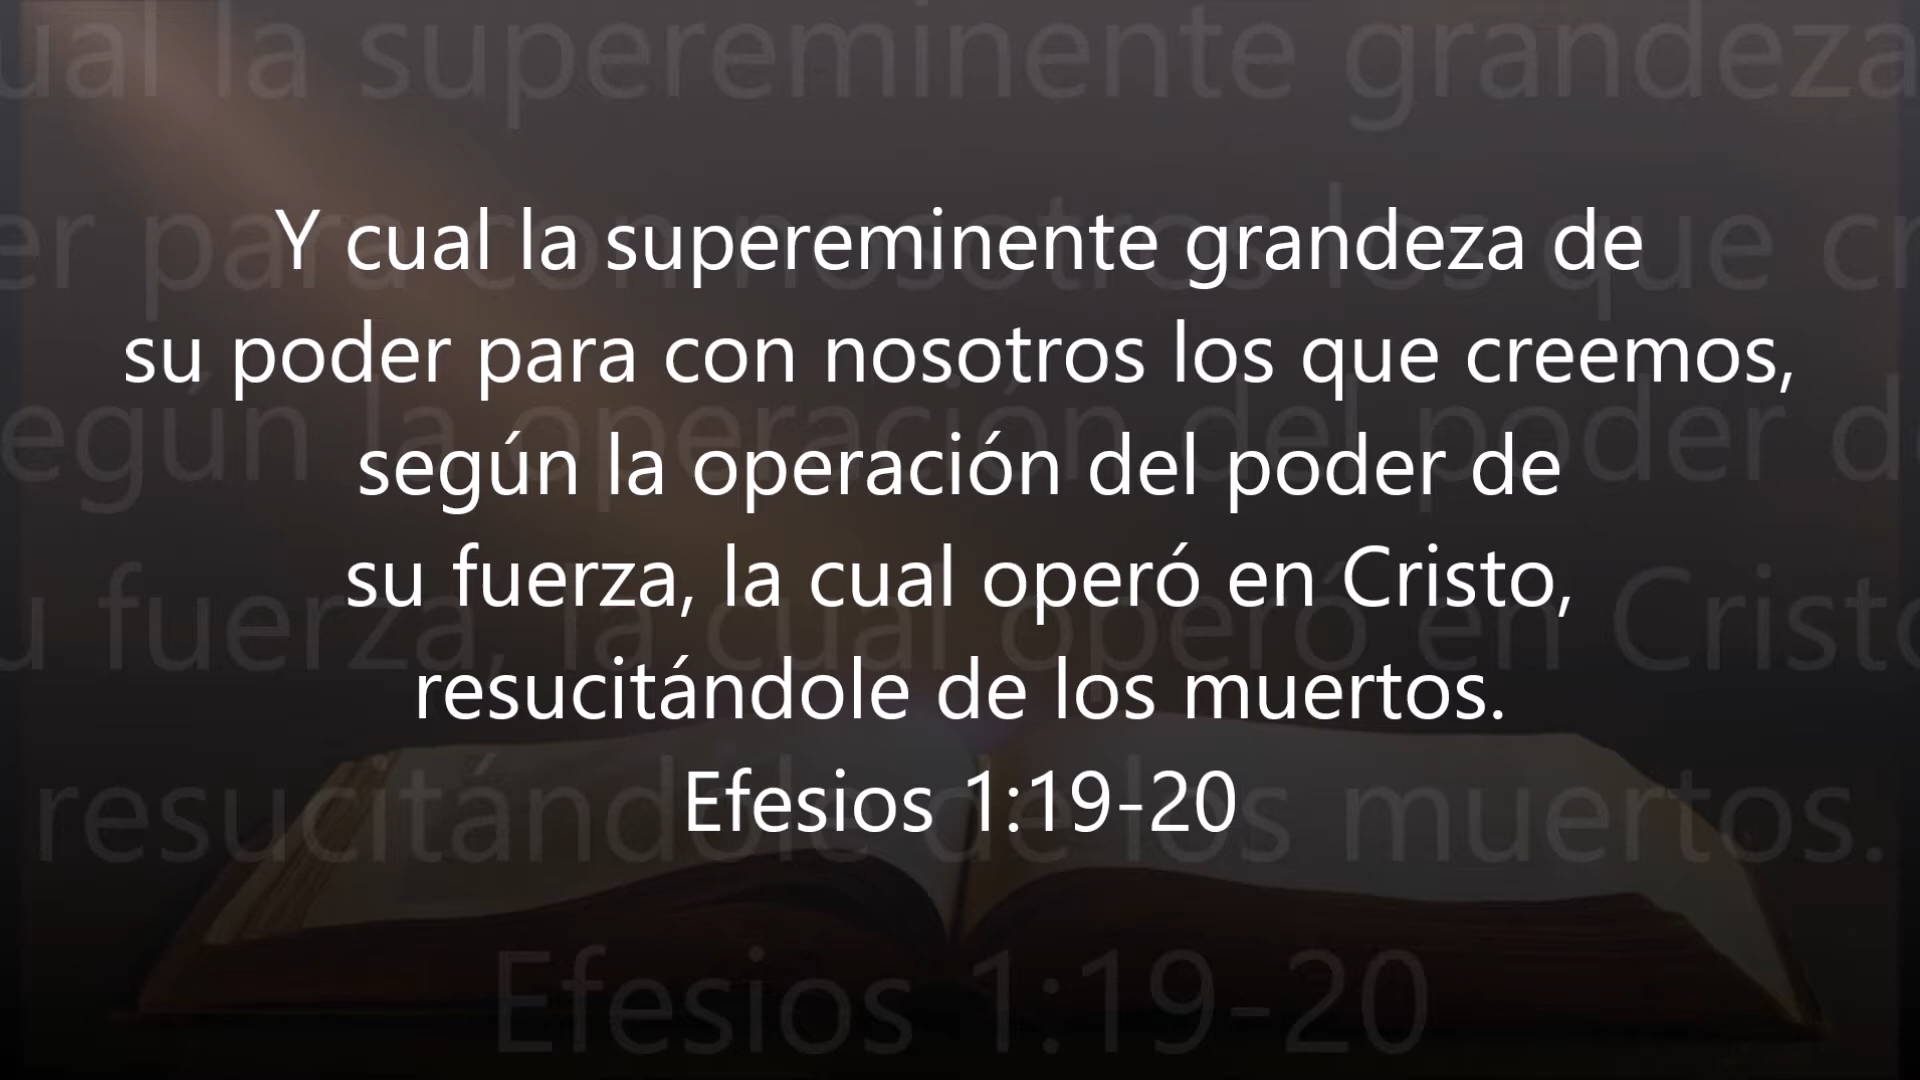 Y cual la supereminente grandeza de
su poder para con nosotros los que creemos,
según la operación del poder de
su fuerza, la cual operó en Cristo,
resucitándole de los muertos.
Efesios 1:19-20